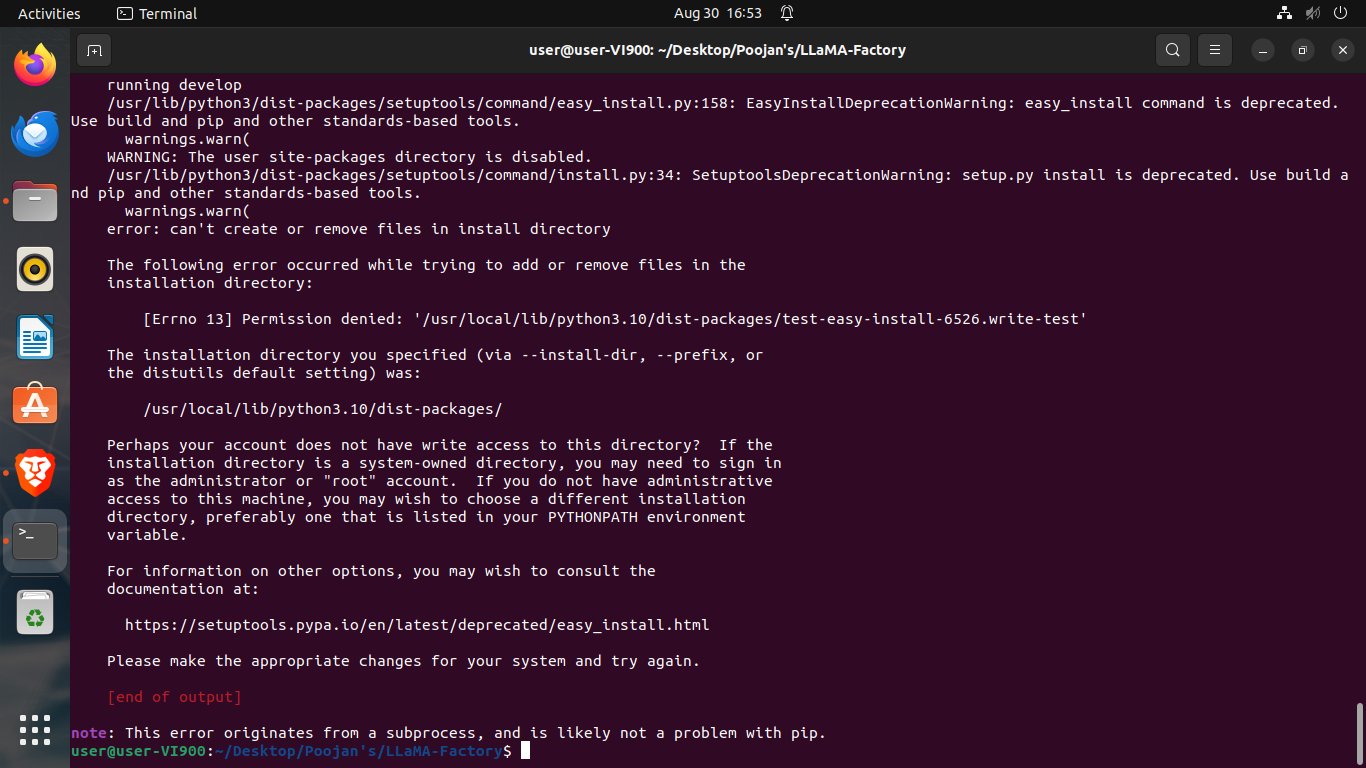 Activities
Terminal
Aug 30 16:53
user@user-VI900: ~/Desktop/Poojan's/LLaMA-Factory
running develop
/usr/lib/python3/dist-packages/setuptools/command/easy_install.py:158: EasyInstallDeprecationWarning: easy_install command is deprecated.
Use build and pip and other standards-based tools.
warnings.warn(
WARNING: The user site-packages directory is disabled.
/usr/lib/python3/dist-packages/setuptools/command/install.py:34: SetuptoolsDeprecationWarning: setup.py install is deprecated. Use build a
nd pip and other standards-based tools.
warnings.warn(
error: can't create or remove files in install directory
The following error occurred while trying to add or remove files in the
installation directory:
[Errno 13] Permission denied: '/usr/local/lib/python3.10/dist-packages/test-easy-install-6526.write-test'
The installation directory you specified (via --install-dir, --prefix, or
the distutils default setting) was:
/usr/local/lib/python3.10/dist-packages/
Perhaps your account does not have write access to this directory?  If the
installation directory is a system-owned directory, you may need to sign in
as the administrator or "root" account.  If you do not have administrative
access to this machine, you may wish to choose a different installation
directory, preferably one that is listed in your PYTHONPATH environment
variable.
For information on other options, you may wish to consult the
documentation at:
https://setuptools.pypa.io/en/latest/deprecated/easy_install.html
Please make the appropriate changes for your system and try again.
[end of output]
note: This error originates from a subprocess, and is likely not a problem with pip.
user@user-VI900:~/Desktop/Poojan's/LLaMA-Factory$